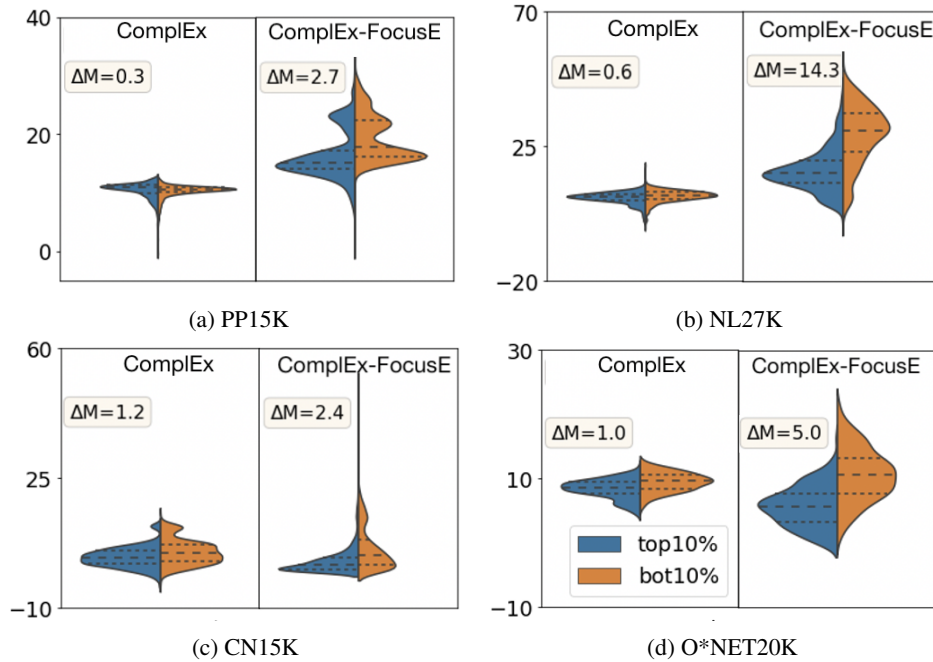 40
ComplEx
ComplEx-FocusE
ΔM=0.3
ΔM=2.7
20
0
(a) PP15K
70
ComplEx
ComplEx-FocusE
ΔM=0.6
ΔM=14.3
25
−20
(b) NL27K
60
ComplEx
ComplEx-FocusE
ΔM=1.2
ΔM=2.4
25
−10
(c) CN15K
30
ComplEx
ComplEx-FocusE
ΔM=1.0
ΔM=5.0
10
top10%
bot10%
−10
(d) O*NET20K